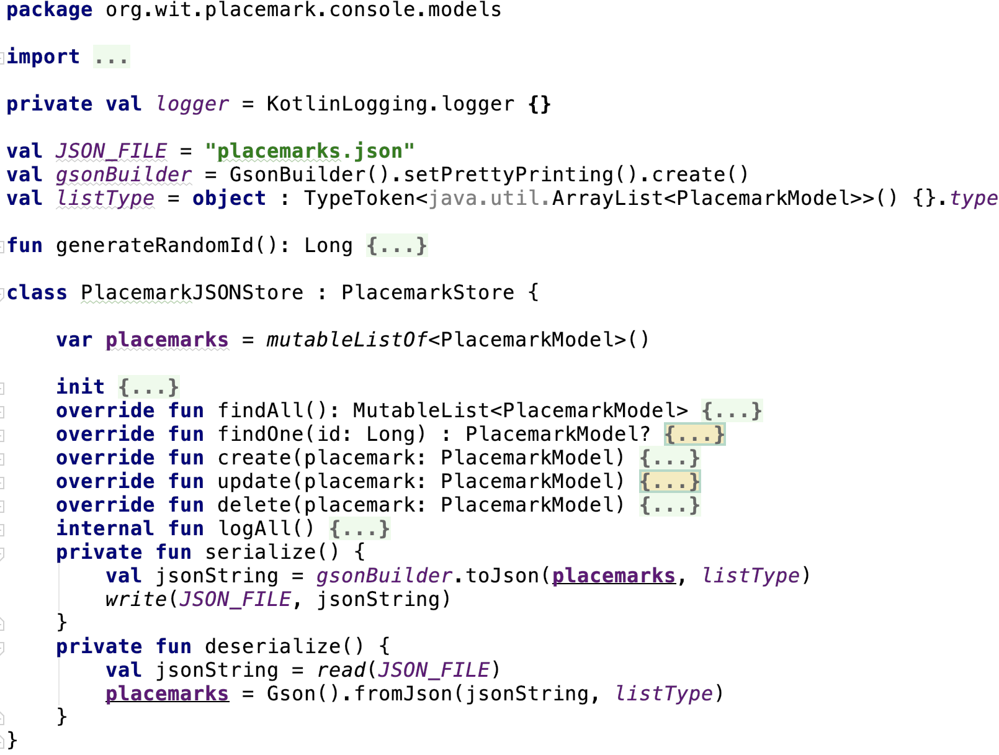 package org.wit.placemark.console.models
import ...
private val logger = KotlinLogging.logger {}
val JSON_FILE = "placemarks.json"
val gsonBuilder = GsonBuilder().setPrettyPrinting().create()
val listType = object : TypeToken<java.util.ArrayList<PlacemarkModel>>() {}.type
fun generateRandomId(): Long {...}
class PlacemarkJSONStore : PlacemarkStore {
var placemarks = mutableListOf<PlacemarkModel>()
init {...}
override fun findAll(): MutableList<PlacemarkModel> {...}
override fun findOne(id: Long) : PlacemarkModel? {...}
override fun create(placemark: PlacemarkModel) {...}
override fun update(placemark: PlacemarkModel) {...}
override fun delete(placemark: PlacemarkModel) {...}
internal fun logAll() {...}
private fun serialize() {
val jsonString = gsonBuilder.toJson(placemarks, listType)
write(JSON_FILE, jsonString)
}
private fun deserialize() {
val jsonString = read(JSON_FILE)
placemarks = Gson().fromJson(jsonString, listType)
}
}